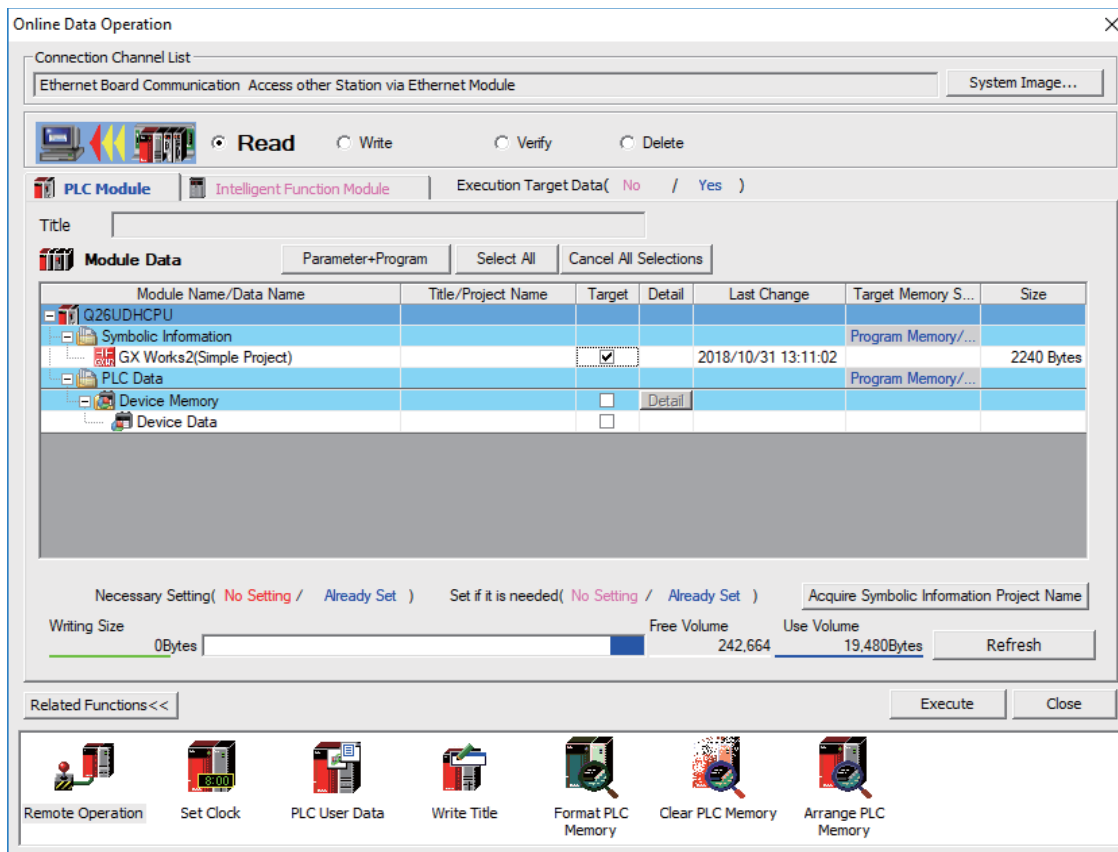 Online Data Operation
Connection Channel List
Ethernet Board Communication Access other Station via Ethernet Module
System Image...
Read Write Verify Delete
PLC Module Intelligent Function Module Execution Target Data( No / Yes )
Title
Module Data Parameter+Program Select All Cancel All Selections
Module Name/Data Name Title/Project Name Target Detail Last Change Target Memory S... Size
Q26UDHCPU
Symbolic Information Program Memory/...
GX Works2(Simple Project) 2018/10/31 13:11:02 2240 Bytes
PLC Data Program Memory/...
Device Memory Detail
Device Data
Necessary Setting( No Setting / Already Set ) Set if it is needed( No Setting / Already Set ) Acquire Symbolic Information Project Name
Writing Size Free Volume Use Volume
0Bytes 242,664 19,480Bytes Refresh
Related Functions<< Execute Close
8:00
Remote Operation Set Clock PLC User Data Write Title Format PLC Memory Clear PLC Memory Arrange PLC Memory